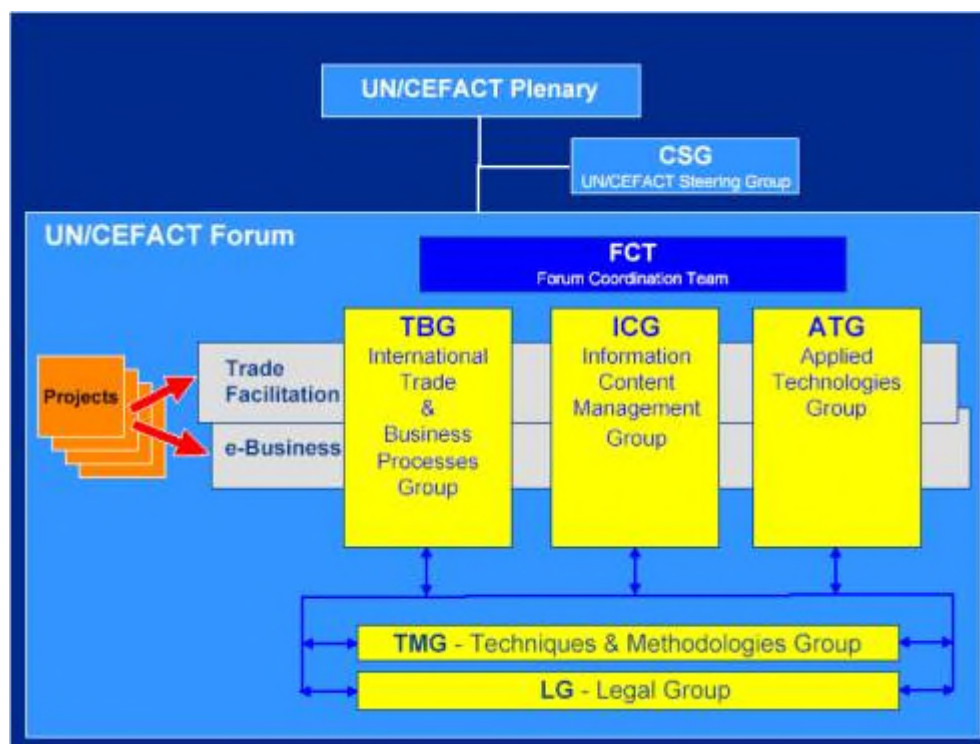 UN/CEFACT Plenary
CSG
UN/CEFACT Steering Group
UN/CEFACT Forum
FCT
Forum Coordination Team
Projects
Trade
Facilitation
e-Business
TBG
International
Trade
&
Business
Processes
Group
ICG
Information
Content
Management
Group
ATG
Applied
Technologies
Group
TMG - Techniques & Methodologies Group
LG - Legal Group